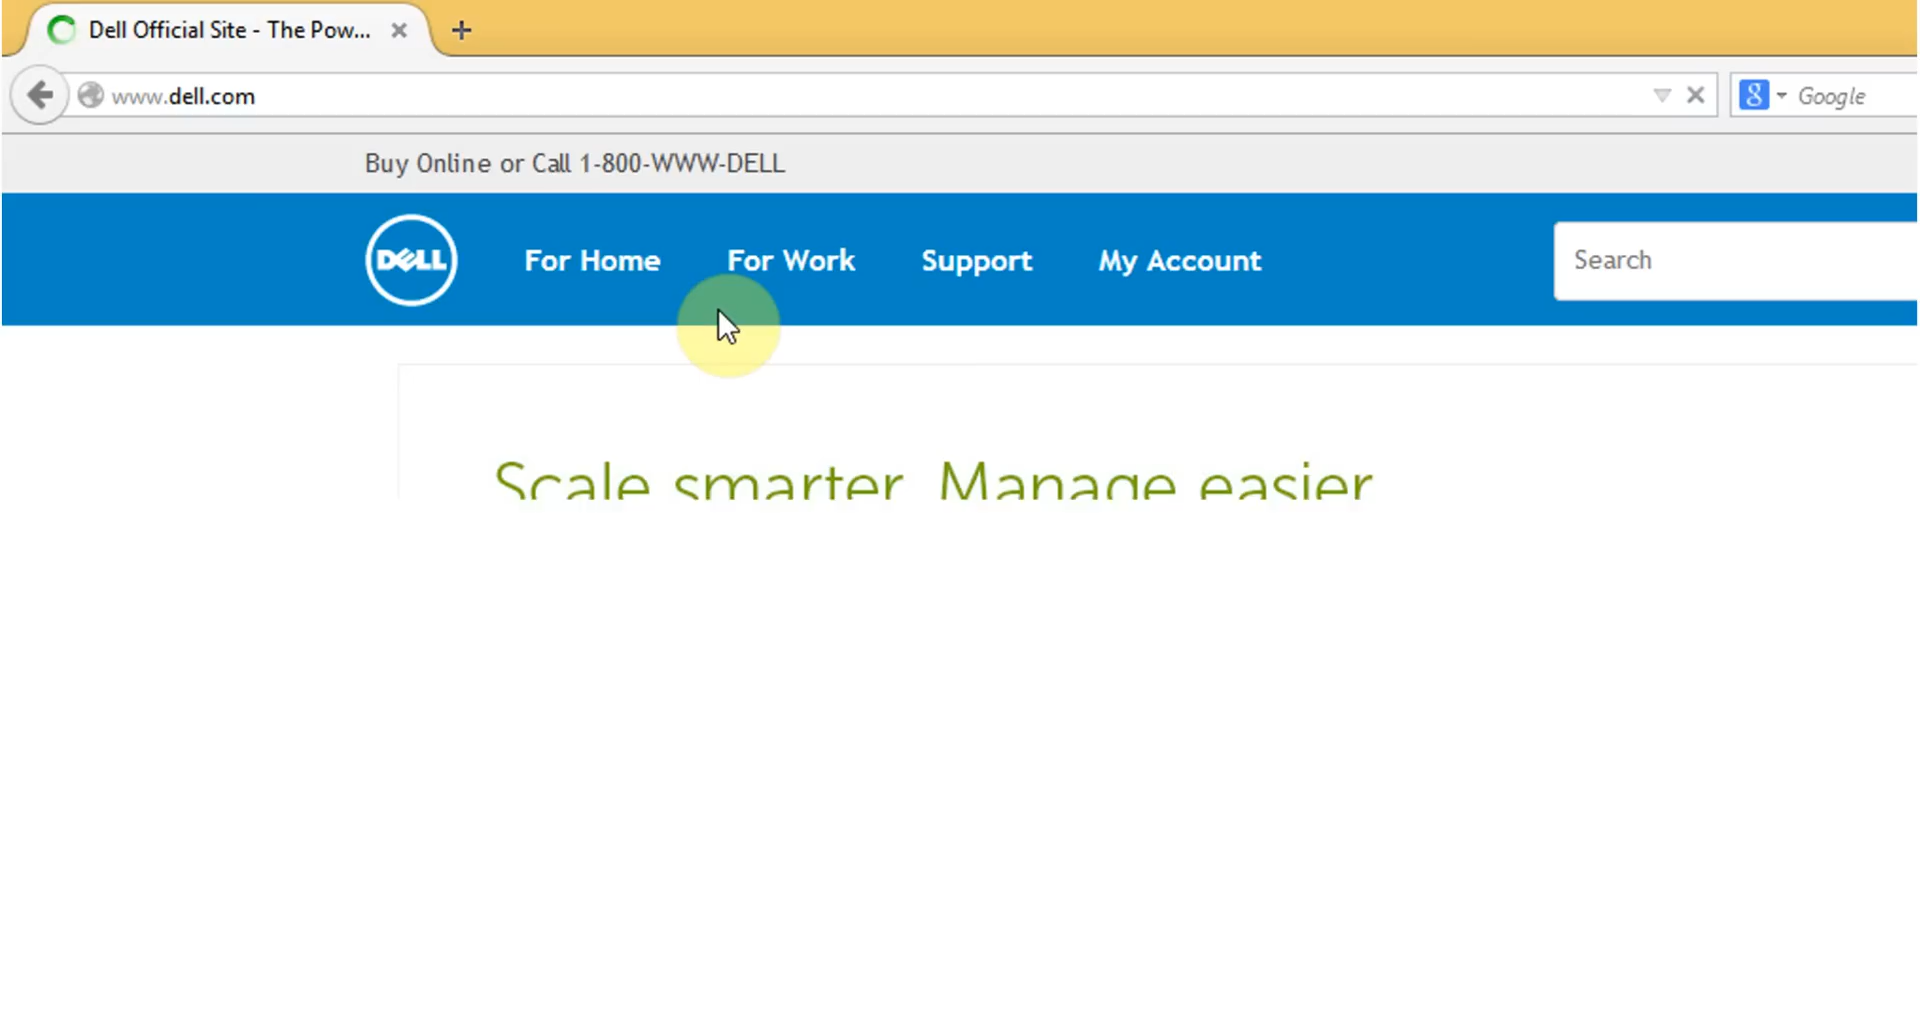 Dell Official Site - The Pow...
www.dell.com
Google
Buy Online or Call 1-800-WWW-DELL
DELL
For Home
For Work
Support
My Account
Search
Scale smarter. Manage easier